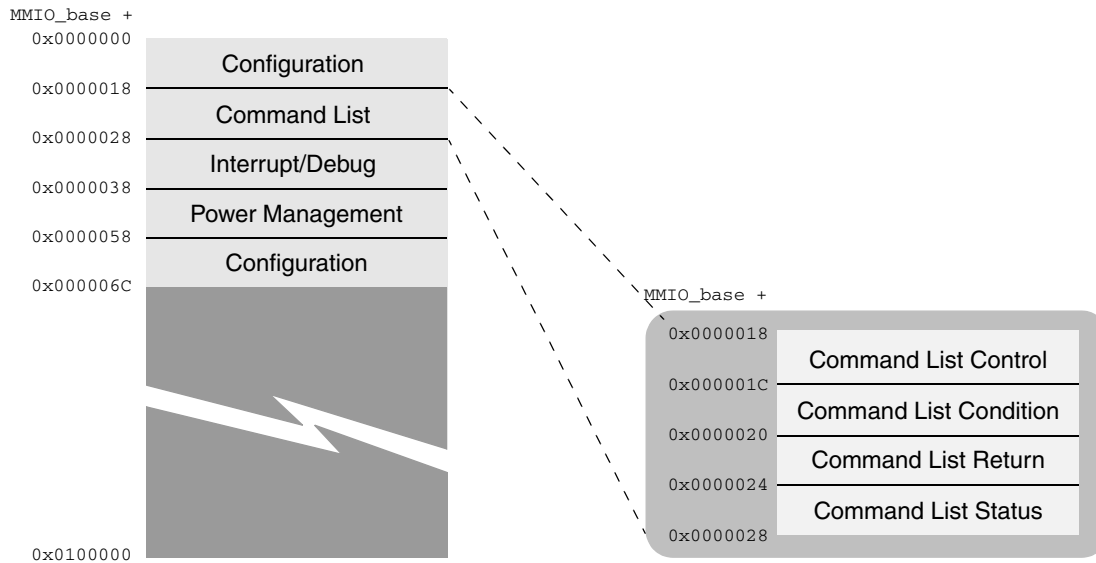 MMIO_base +
0x0000000
Configuration
0x0000018
Command List
0x0000028
Interrupt/Debug
0x0000038
Power Management
0x0000058
Configuration
0x000006C
0x0100000
MMIO_base +
0x0000018
Command List Control
0x000001C
Command List Condition
0x0000020
Command List Return
0x0000024
Command List Status
0x0000028